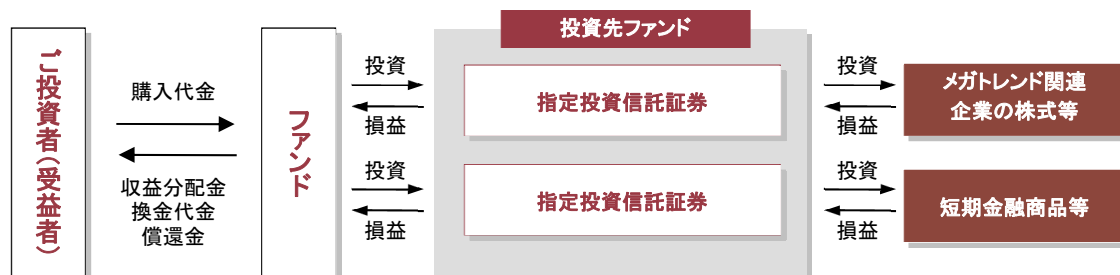 ご投資者(受益者)
購入代金
収益分配金
換金代金
償還金
ファンド
投資
損益
投資
損益
投資先ファンド
指定投資信託証券
指定投資信託証券
投資
損益
投資
損益
メガトレンド関連
企業の株式等
短期金融商品等